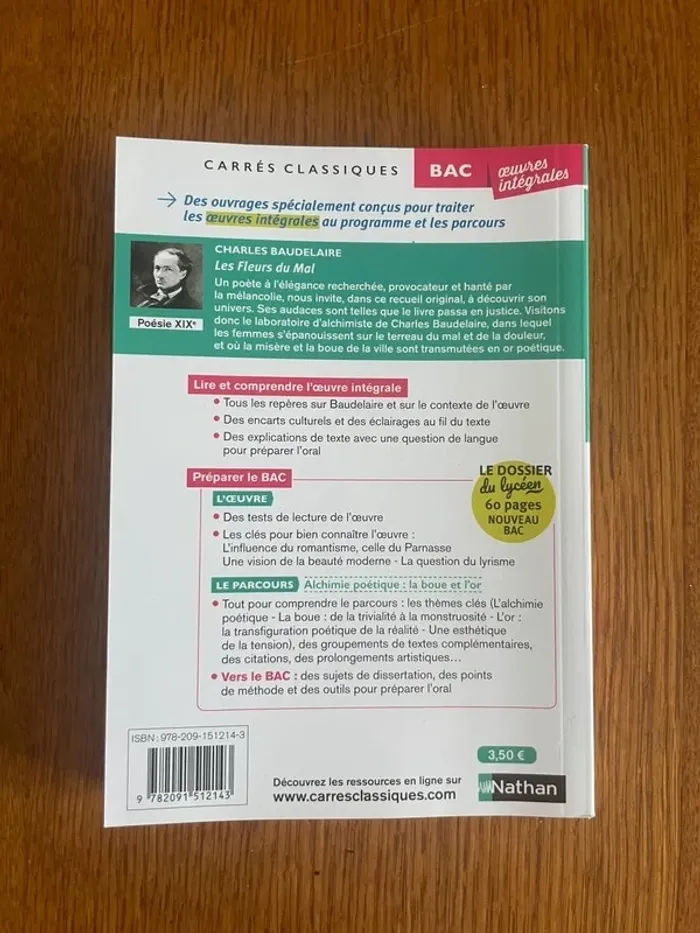 CARRÉS CLASSIQUES BAC œuvres intégrales
→ Des ouvrages spécialement conçus pour traiter
les œuvres intégrales au programme et les parcours
CHARLES BAUDELAIRE
Les Fleurs du Mal
Un poète à l'élégance recherchée, provocateur et hanté par
la mélancolie, nous invite, dans ce recueil original, à découvrir son
univers. Ses audaces sont telles que le livre passa en justice. Visitons
donc le laboratoire d'alchimiste de Charles Baudelaire, dans lequel
les femmes s'épanouissent sur le terreau du mal et de la douleur,
et où la misère et la boue de la ville sont transmutées en or poétique.
Poésie XIXe
Lire et comprendre l'œuvre intégrale
• Tous les repères sur Baudelaire et sur le contexte de l'œuvre
• Des encarts culturels et des éclairages au fil du texte
• Des explications de texte avec une question de langue
pour préparer l'oral
LE DOSSIER
du lycéen
60 pages
NOUVEAU
BAC
Préparer le BAC
L'ŒUVRE
• Des tests de lecture de l'œuvre
• Les clés pour bien connaître l'œuvre :
L'influence du romantisme, celle du Parnasse
Une vision de la beauté moderne - La question du lyrisme
LE PARCOURS Alchimie poétique : la boue et l'or
• Tout pour comprendre le parcours : les thèmes clés (L'alchimie
poétique - La boue : de la trivialité à la monstruosité - L'or :
la transfiguration poétique de la réalité - Une esthétique
de la tension), des groupements de textes complémentaires,
des citations, des prolongements artistiques...
• Vers le BAC : des sujets de dissertation, des points
de méthode et des outils pour préparer l'oral
ISBN : 978-209-151214-3
9 782091 512143
3,50 €
Découvrez les ressources en ligne sur
www.carresclassiques.com
Nathan